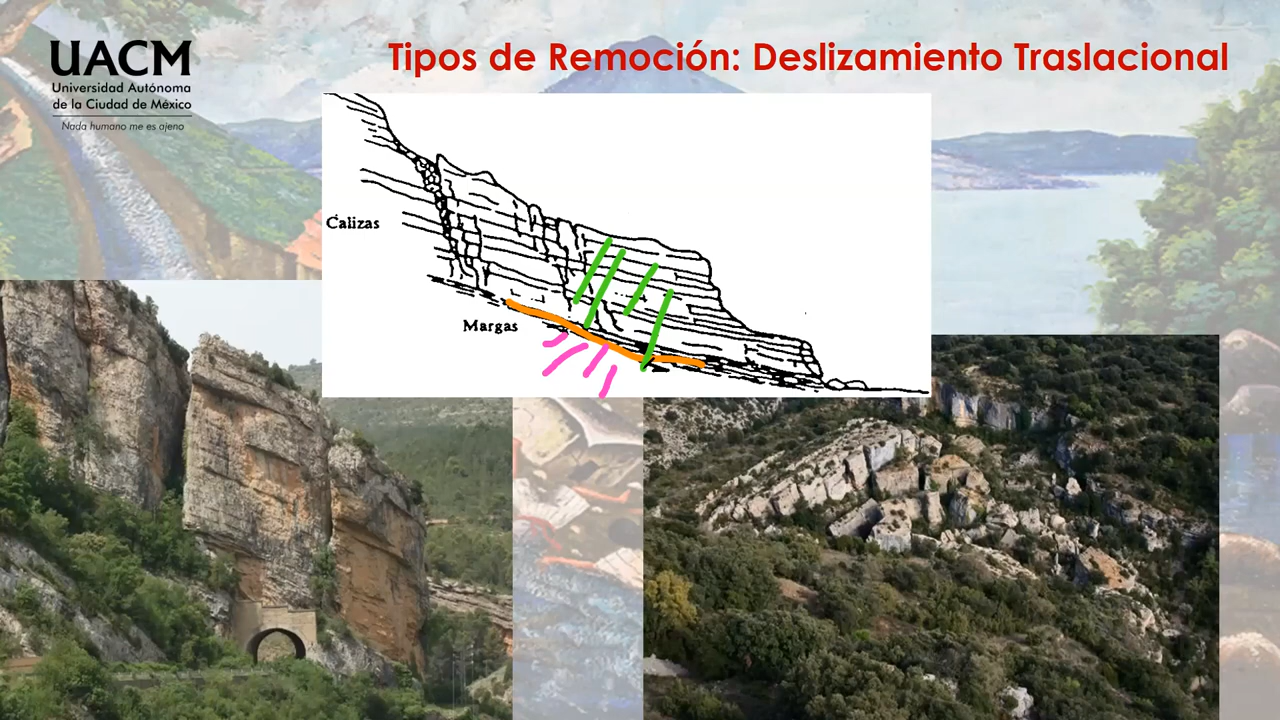 UACM
Universidad Autónoma
de la Ciudad de México
Nada humano me es ajeno
Tipos de Remoción: Deslizamiento Traslacional
Calizas
Margas